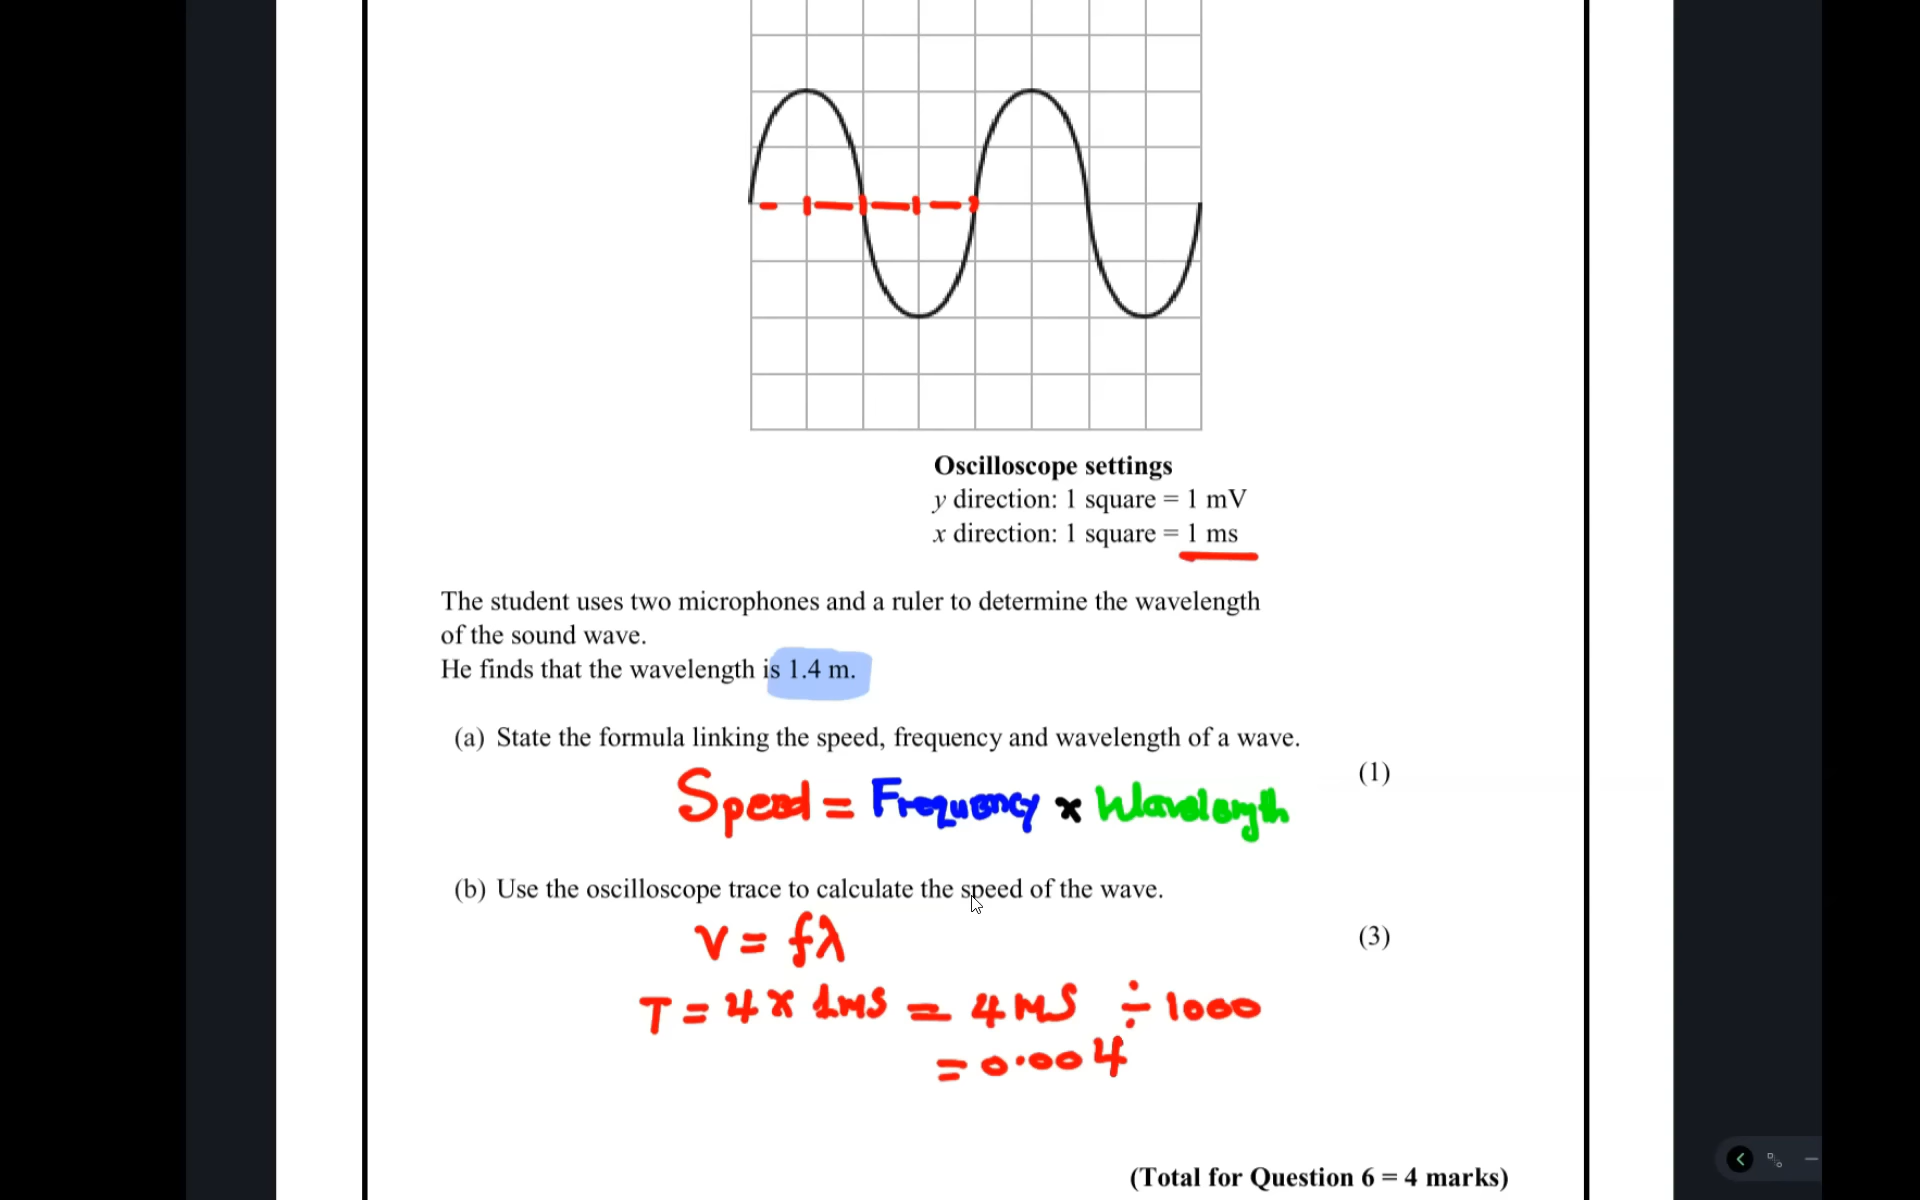 Oscilloscope settings
y direction: 1 square = 1 mV
x direction: 1 square = 1 ms
The student uses two microphones and a ruler to determine the wavelength
of the sound wave.
He finds that the wavelength is 1.4 m.
(a) State the formula linking the speed, frequency and wavelength of a wave.
(1)
Speed = Frequency × Wavelength
(b) Use the oscilloscope trace to calculate the speed of the wave.
(3)
v = fλ
T = 4 × 1ms = 4 ms ÷ 1000
= 0.004
(Total for Question 6 = 4 marks)